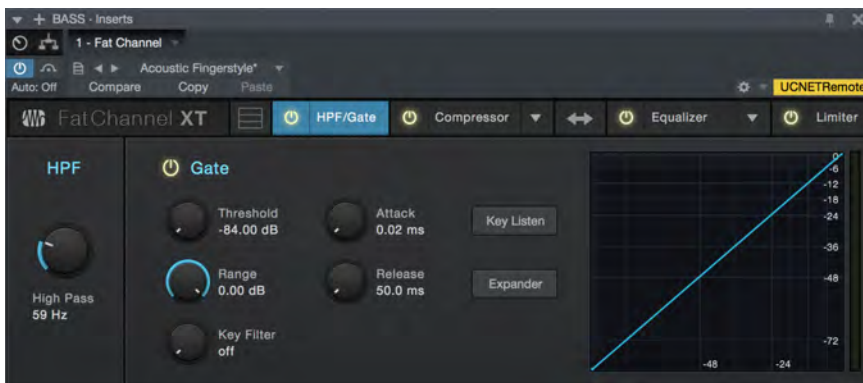 BASS - Inserts
1 - Fat Channel
Acoustic Fingerstyle*
Auto: Off Compare Copy Paste UCNETRemote
FatChannel XT HPF/Gate Compressor Equalizer Limiter
HPF Gate
Threshold Attack
-84.00 dB 0.02 ms Key Listen
Range Release
0.00 dB 50.0 ms Expander
High Pass
59 Hz
Key Filter
off
0
-6
-12
-18
-24
-36
-48
-72
-48 -24